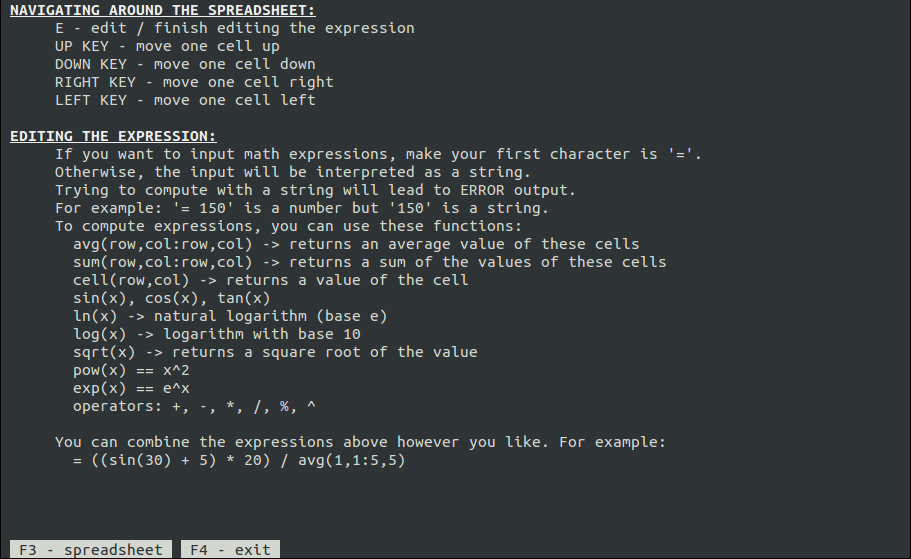 NAVIGATING AROUND THE SPREADSHEET:
E - edit / finish editing the expression
UP KEY - move one cell up
DOWN KEY - move one cell down
RIGHT KEY - move one cell right
LEFT KEY - move one cell left
EDITING THE EXPRESSION:
If you want to input math expressions, make your first character is '='.
Otherwise, the input will be interpreted as a string.
Trying to compute with a string will lead to ERROR output.
For example: '= 150' is a number but '150' is a string.
To compute expressions, you can use these functions:
avg(row,col:row,col) -> returns an average value of these cells
sum(row,col:row,col) -> returns a sum of the values of these cells
cell(row,col) -> returns a value of the cell
sin(x), cos(x), tan(x)
ln(x) -> natural logarithm (base e)
log(x) -> logarithm with base 10
sqrt(x) -> returns a square root of the value
pow(x) == x^2
exp(x) == e^x
operators: +, -, *, /, %, ^
You can combine the expressions above however you like. For example:
= ((sin(30) + 5) * 20) / avg(1,1:5,5)
F3 - spreadsheet F4 - exit